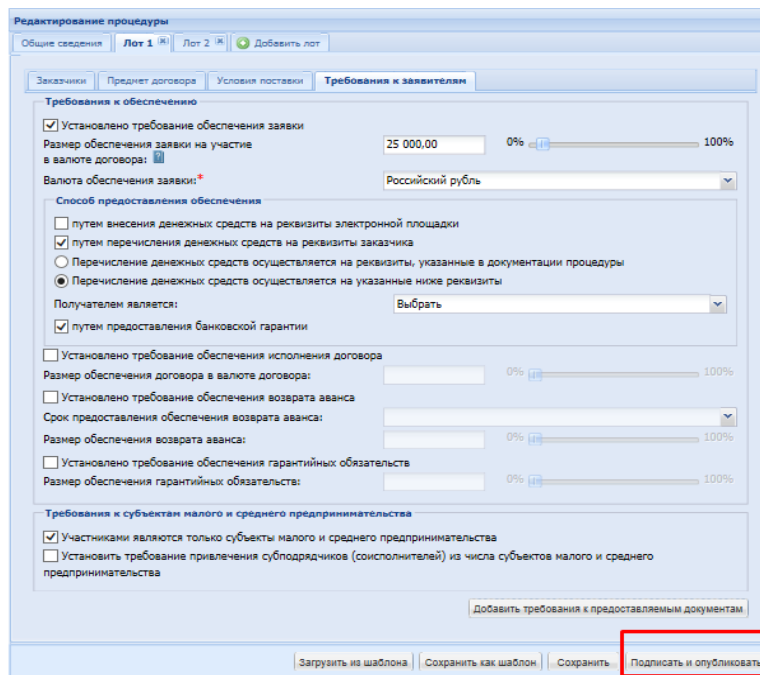 Редактирование процедуры
Общие сведения Лот 1 Лот 2 Добавить лот
Заказчики Предмет договора Условия поставки Требования к заявителям
Требования к обеспечению
Установлено требование обеспечения заявки
Размер обеспечения заявки на участие
в валюте договора: 25 000,00 0% 100%
Валюта обеспечения заявки:* Российский рубль
Способ предоставления обеспечения
путем внесения денежных средств на реквизиты электронной площадки
путем перечисления денежных средств на реквизиты заказчика
Перечисление денежных средств осуществляется на реквизиты, указанные в документации процедуры
Перечисление денежных средств осуществляется на указанные ниже реквизиты
Получателем является: Выбрать
путем предоставления банковской гарантии
Установлено требование обеспечения исполнения договора
Размер обеспечения договора в валюте договора: 0% 100%
Установлено требование обеспечения возврата аванса
Срок предоставления обеспечения возврата аванса:
Размер обеспечения возврата аванса: 0% 100%
Установлено требование обеспечения гарантийных обязательств
Размер обеспечения гарантийных обязательств: 0% 100%
Требования к субъектам малого и среднего предпринимательства
Участниками являются только субъекты малого и среднего предпринимательства
Установить требование привлечения субподрядчиков (соисполнителей) из числа субъектов малого и среднего
предпринимательства
Добавить требования к предоставляемым документам
Загрузить из шаблона Сохранить как шаблон Сохранить Подписать и опубликовать